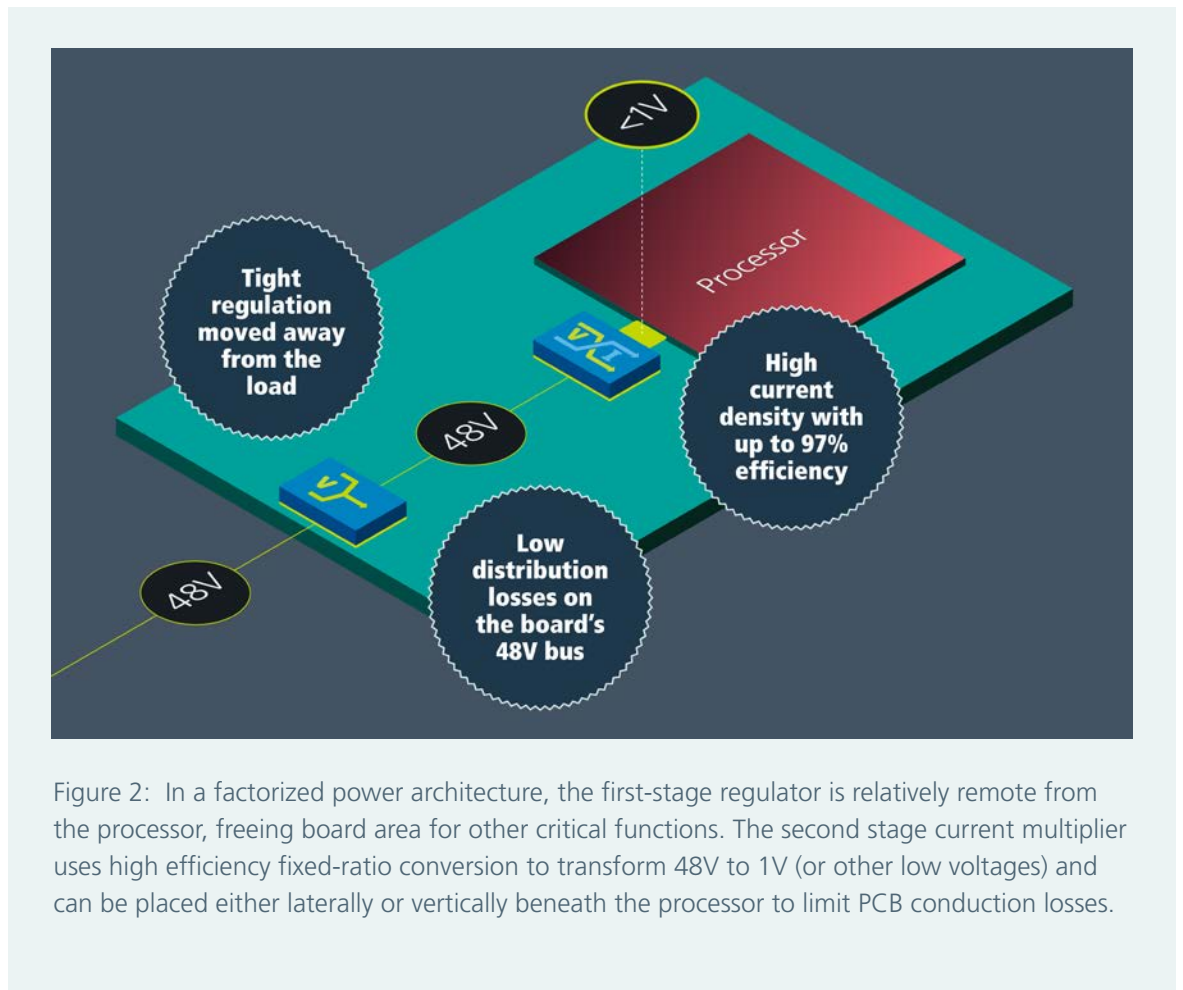 <1V
Processor
Tight
regulation
moved away
from the
load
V
I
High
current
density with
up to 97%
efficiency
48V
V
Low
distribution
losses on
the board’s
48V bus
48V
Figure 2:  In a factorized power architecture, the first-stage regulator is relatively remote from
the processor, freeing board area for other critical functions. The second stage current multiplier
uses high efficiency fixed-ratio conversion to transform 48V to 1V (or other low voltages) and
can be placed either laterally or vertically beneath the processor to limit PCB conduction losses.